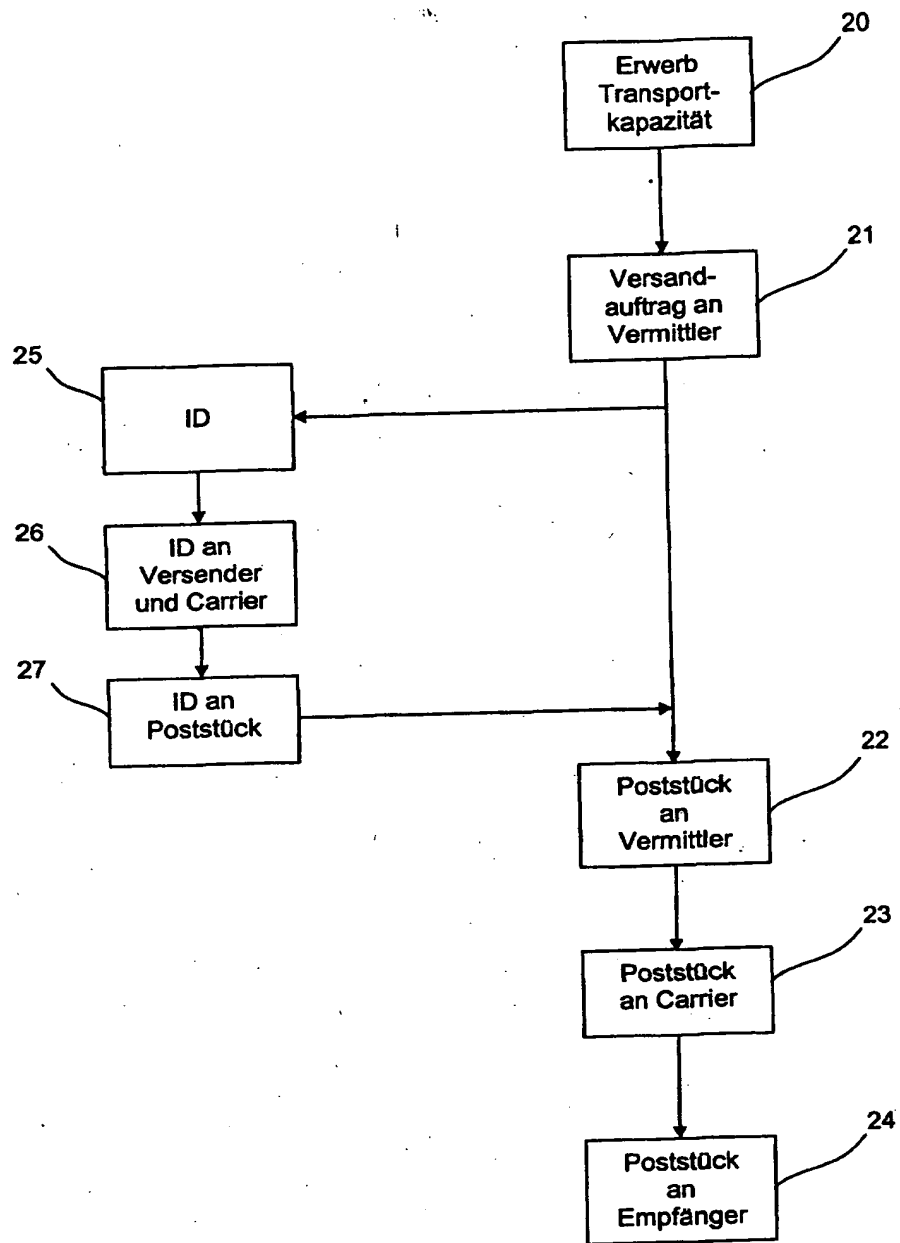 20
Erwerb
Transport-
kapazität
21
Versand-
auftrag an
Vermittler
25
ID
26
ID an
Versender
und Carrier
27
ID an
Poststück
22
Poststück
an
Vermittler
23
Poststück
an Carrier
24
Poststück
an
Empfänger